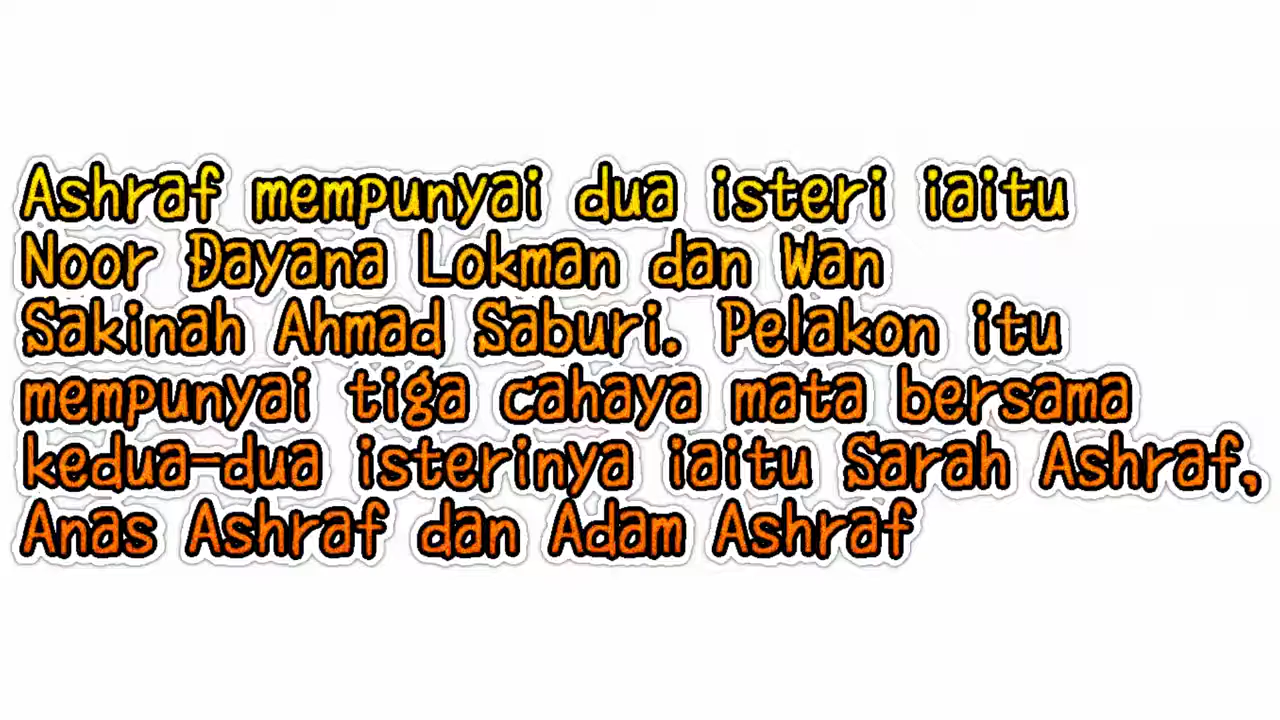 Ashraf mempunyai dua isteri iaitu
Noor Dayana Lokman dan Wan
Sakinah Ahmad Saburi. Pelakon itu
mempunyai tiga cahaya mata bersama
kedua-dua isterinya iaitu Sarah Ashraf,
Anas Ashraf dan Adam Ashraf